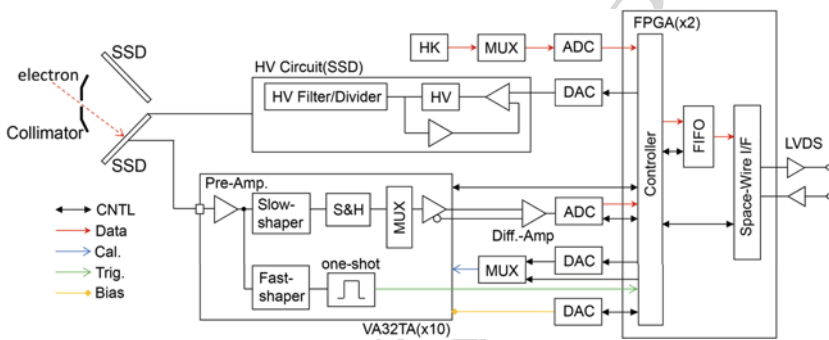 FPGA(x2)
SSD
HK
MUX
ADC
electron
HV Circuit(SSD)
HV Filter/Divider
HV
DAC
Collimator
SSD
Controller
FIFO
Space-Wire I/F
LVDS
Pre-Amp.
Slow-
shaper
S&H
MUX
ADC
Diff.-Amp
CNTL
Data
Cal.
Trig.
Bias
Fast-
shaper
one-shot
MUX
DAC
DAC
VA32TA(x10)